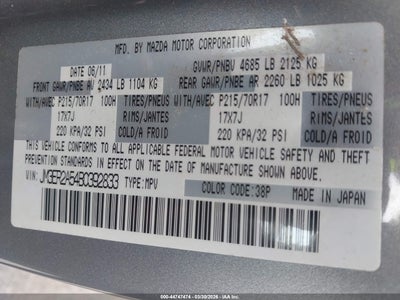 MFD. BY MAZDA MOTOR CORPORATION
DATE 06/11 GVWR/PNBV 4685 LB 2125 KG
FRONT GAWR/PNBE AV 2434 LB 1104 KG REAR GAWR/PNBE AR 2260 LB 1025 KG
WITH/AVEC P215/70R17 100H TIRES/PNEUS WITH/AVEC P215/70R17 100H TIRES/PNEUS
17X7J RIMS/JANTES 17X7J RIMS/JANTES
220 KPA/32 PSI COLD/A FROID 220 KPA/32 PSI COLD/A FROID
THIS VEHICLE CONFORMS TO ALL APPLICABLE FEDERAL MOTOR VEHICLE SAFETY AND THEFT
PREVENTION STANDARDS IN EFFECT ON THE DATE OF MANUFACTURE SHOWN ABOVE.
VIN: JM3ER2A54B0392833 TYPE: MPV COLOR CODE: 38P MADE IN JAPAN
000-44747474 — 03/30/2026 — IAA Inc.